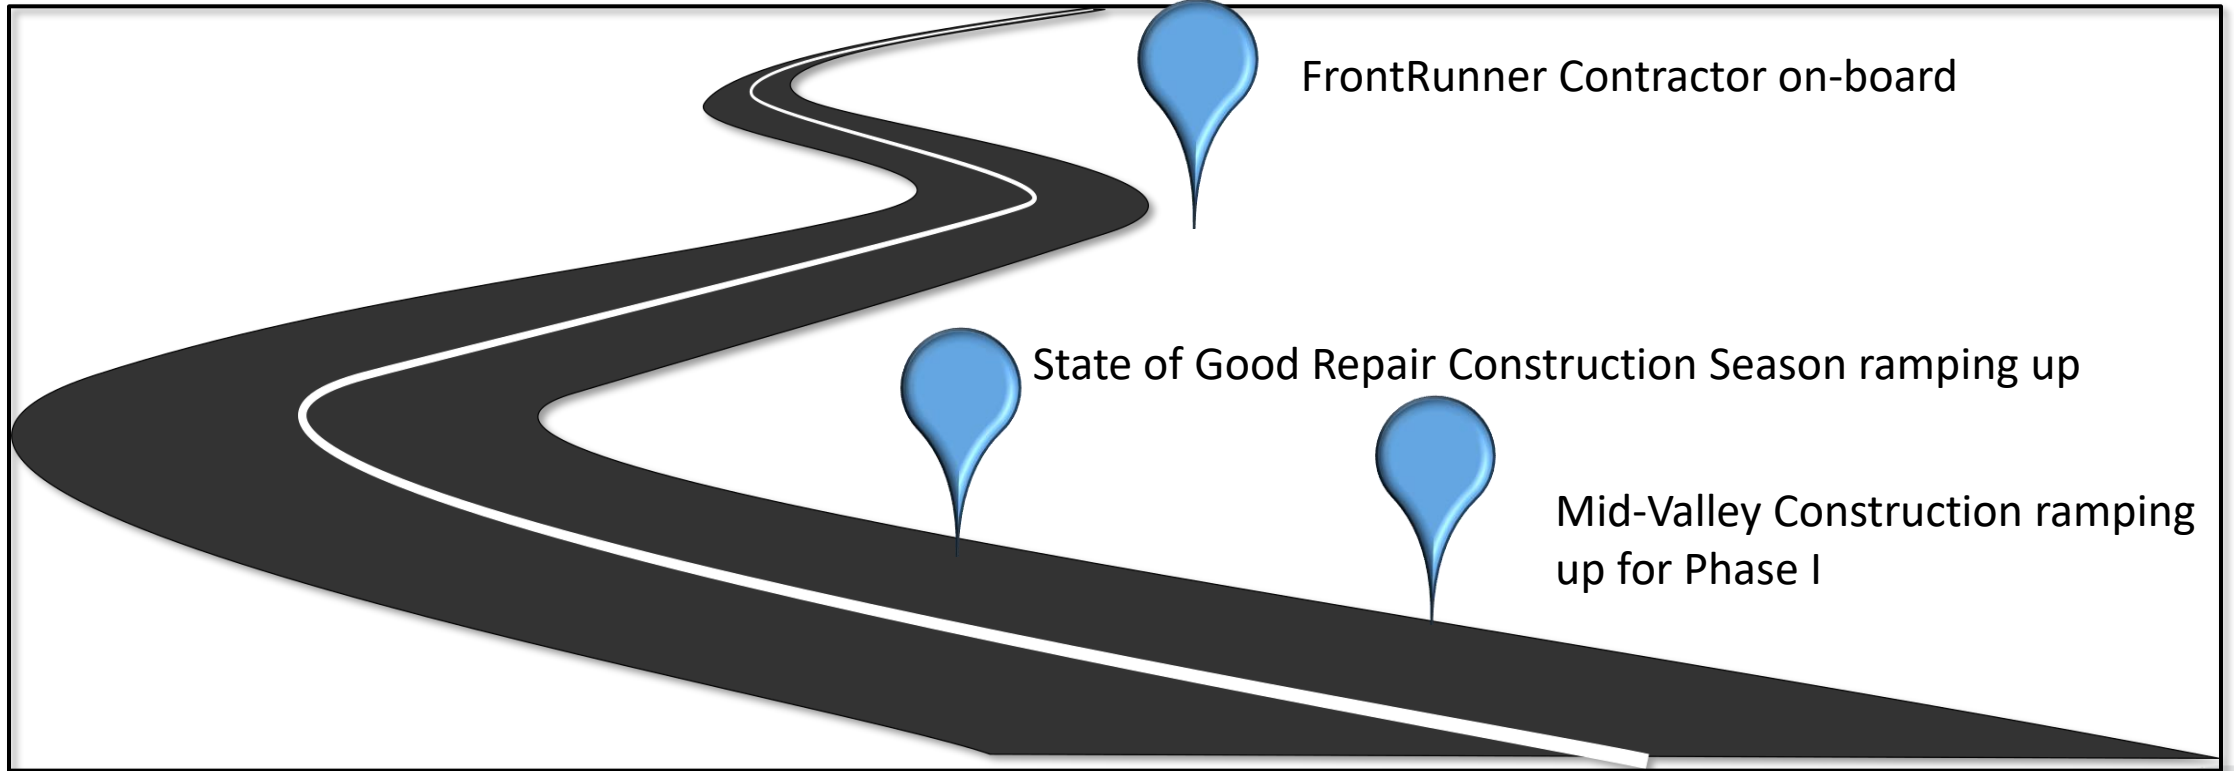 FrontRunner Contractor on-board
State of Good Repair Construction Season ramping up
Mid-Valley Construction ramping
up for Phase I